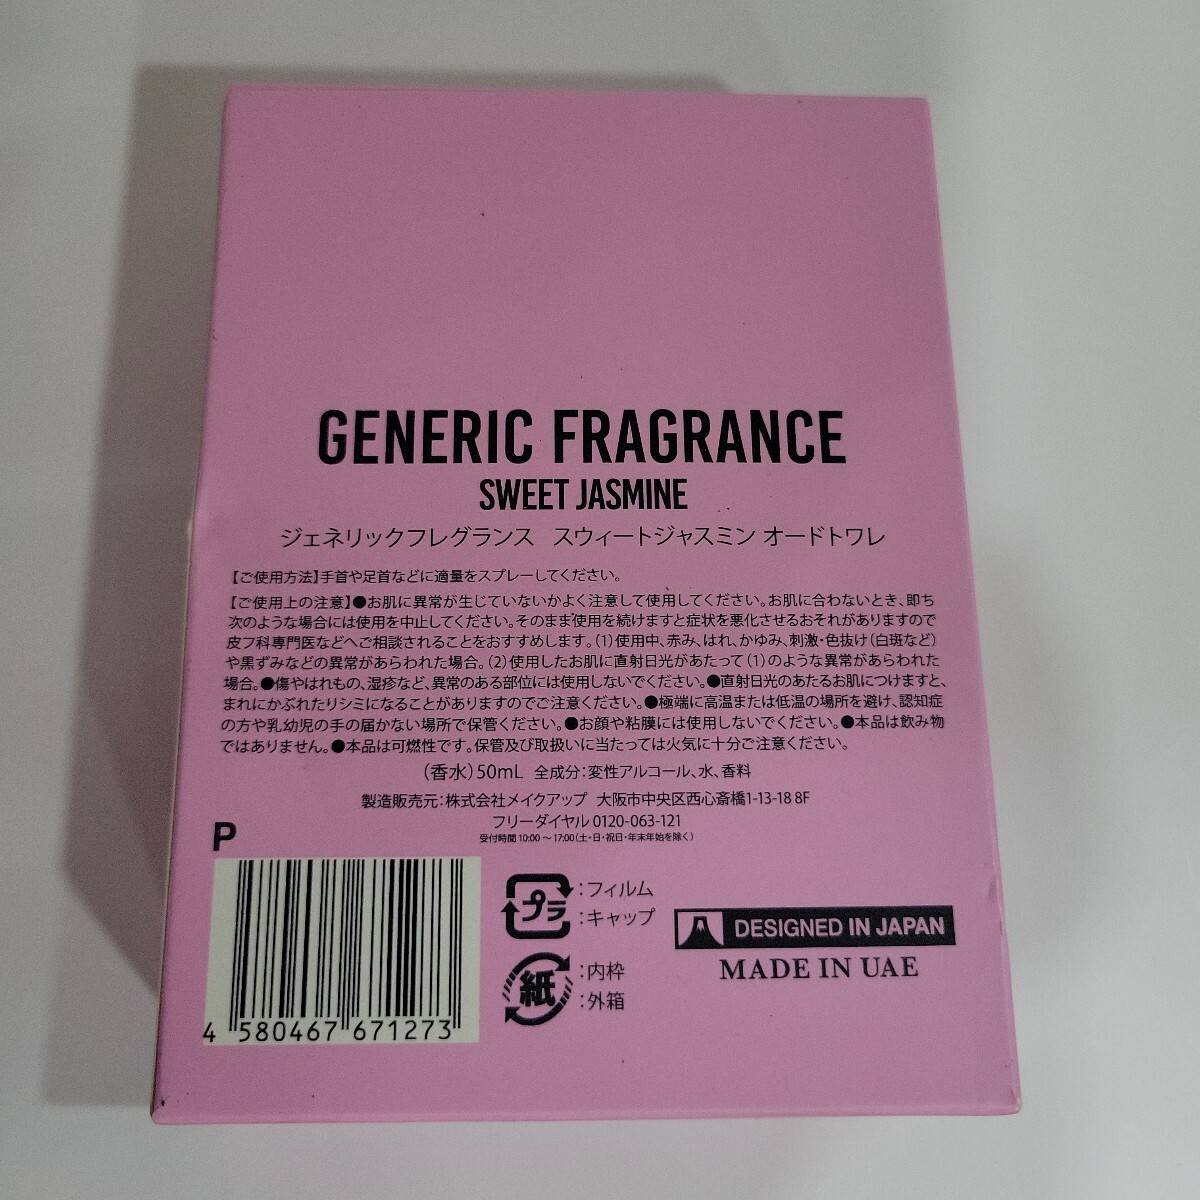 GENERIC FRAGRANCE
SWEET JASMINE
ジェネリックフレグランス スウィートジャスミン オードトワレ
【ご使用方法】手首や足首などに適量をスプレーしてください。
【ご使用上の注意】●お肌に異常が生じていないかよく注意して使用してください。お肌に合わないとき、即ち
次のような場合には使用を中止してください。そのまま使用を続けますと症状を悪化させるおそれがありますので
皮フ科専門医などへご相談されることをおすすめします。(1)使用中、赤み、はれ、かゆみ、刺激・色抜け(白斑など)
や黒ずみなどの異常があらわれた場合。(2)使用したお肌に直射日光があたって(1)のような異常があらわれた
場合。●傷やはれもの、湿疹など、異常のある部位には使用しないでください。●直射日光のあたるお肌につけますと、
まれにかぶれたりシミになることがありますのでご注意ください。●極端に高温または低温の場所を避け、認知症
の方や乳幼児の手の届かない場所で保管ください。●お顔や粘膜には使用しないでください。●本品は飲み物
ではありません。●本品は可燃性です。保管及び取扱いに当たっては火気に十分ご注意ください。
(香水)50mL 全成分:変性アルコール、水、香料
製造販売元:株式会社メイクアップ 大阪市中央区西心斎橋1-13-18 8F
フリーダイヤル 0120-063-121
受付時間 10:00～17:00(土・日・祝日・年末年始を除く)
P
4 580467 671273
プラ :フィルム
:キャップ
紙 :内枠
:外箱
DESIGNED IN JAPAN
MADE IN UAE